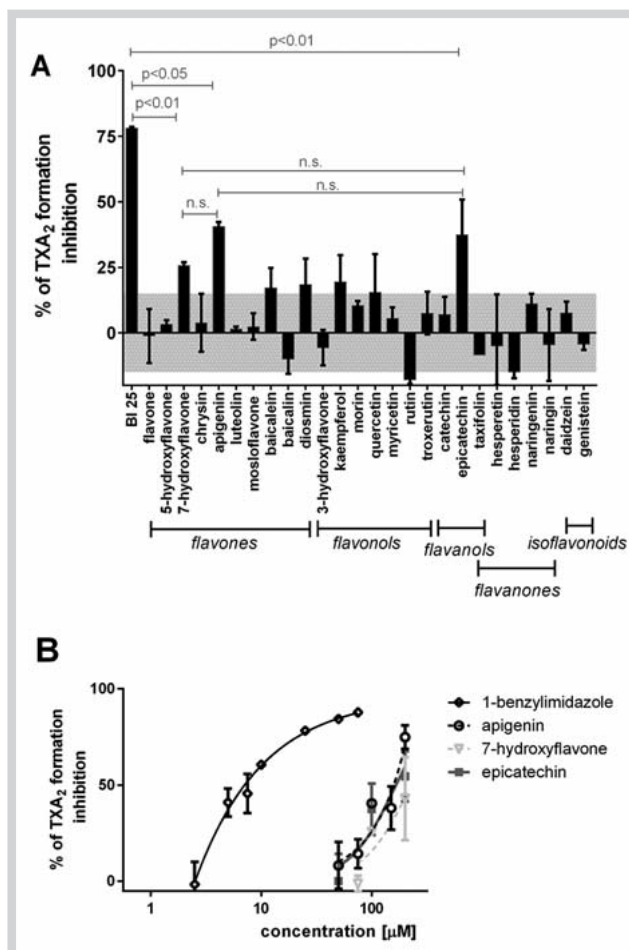 A
p<0.01
p<0.05
p<0.01
n.s.
n.s.
n.s.
% of TXA₂ formation
inhibition
100
75
50
25
0
-25
BI 25
flavone
5-hydroxyflavone
7-hydroxyflavone
chrysin
apigenin
luteolin
mosloflavone
baicalein
baicalin
diosmin
3-hydroxyflavone
kaempferol
morin
quercetin
myricetin
rutin
troxerutin
catechin
epicatechin
taxifolin
hesperetin
hesperidin
naringenin
naringin
daidzein
genistein
flavones
flavonols
flavanols
isoflavonoids
flavanones
B
% of TXA₂ formation
inhibition
100
50
0
1
10
100
concentration [µM]
1-benzylimidazole
apigenin
7-hydroxyflavone
epicatechin